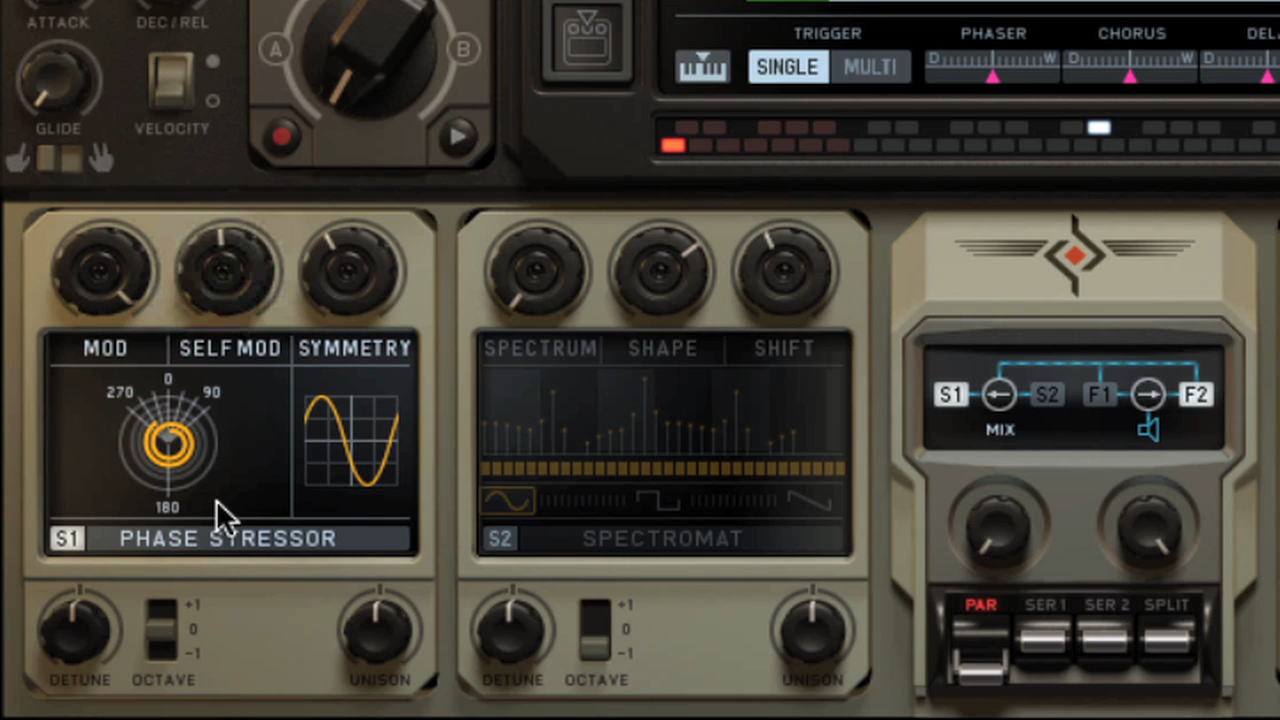 ATTACK DEC/REL
A B
TRIGGER PHASER CHORUS
D W D W D
SINGLE MULTI
GLIDE VELOCITY
MOD SELF MOD SYMMETRY
270 0 90
180
S1 PHASE STRESSOR
SPECTRUM SHAPE SHIFT
S2 SPECTROMAT
S1 S2 F1 F2
MIX
+1
0
-1
DETUNE OCTAVE UNISON
+1
0
-1
DETUNE OCTAVE UNISON
PAR SER 1 SER 2 SPLIT